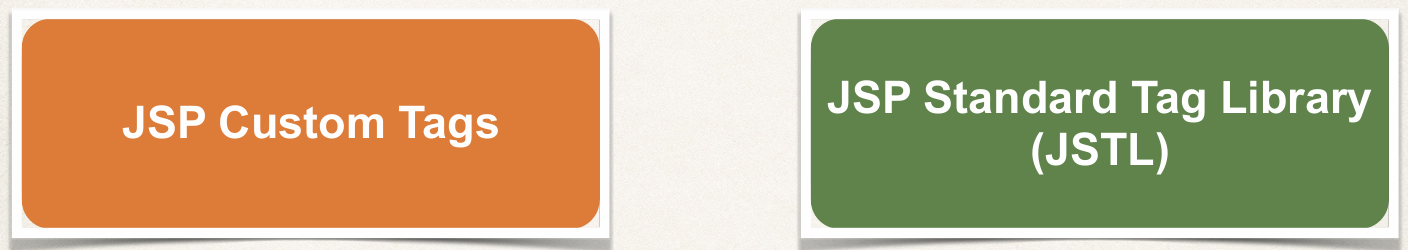 JSP Custom Tags
JSP Standard Tag Library
(JSTL)